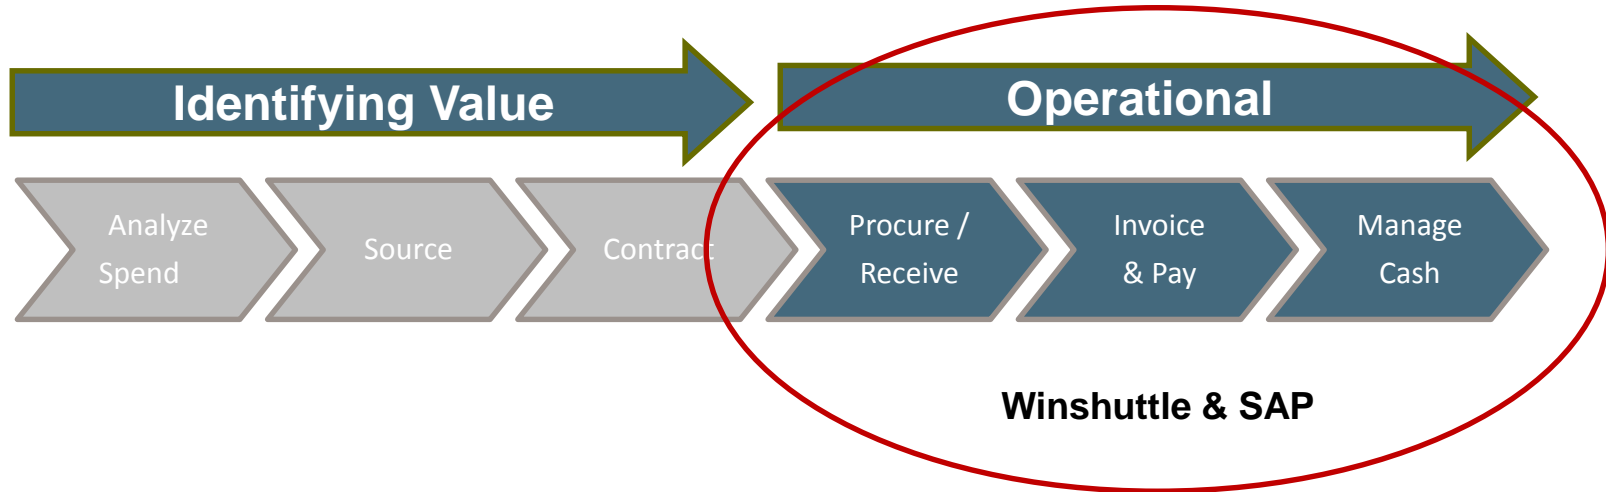 Identifying Value
Operational
Analyze
Spend
Source
Contract
Procure /
Receive
Invoice
& Pay
Manage
Cash
Winshuttle & SAP